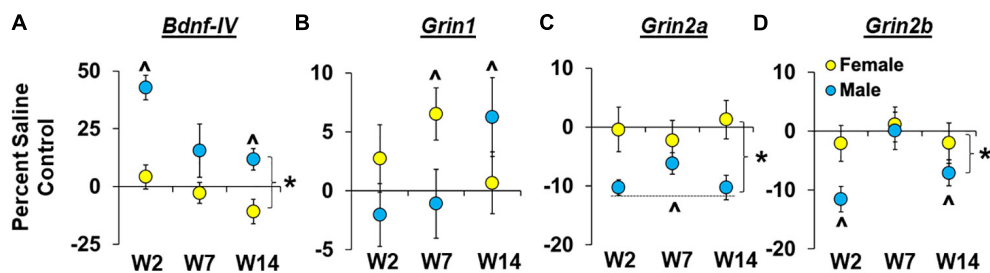 A Bdnf-IV
B Grin1
C Grin2a
D Grin2b
Percent Saline
Control
50
25
0
-25
^
^
*
W2 W7 W14
10
5
0
-5
^
^
W2 W7 W14
10
0
-10
-20
*
^
W2 W7 W14
10
0
-10
-20
Female
Male
*
^
^
W2 W7 W14